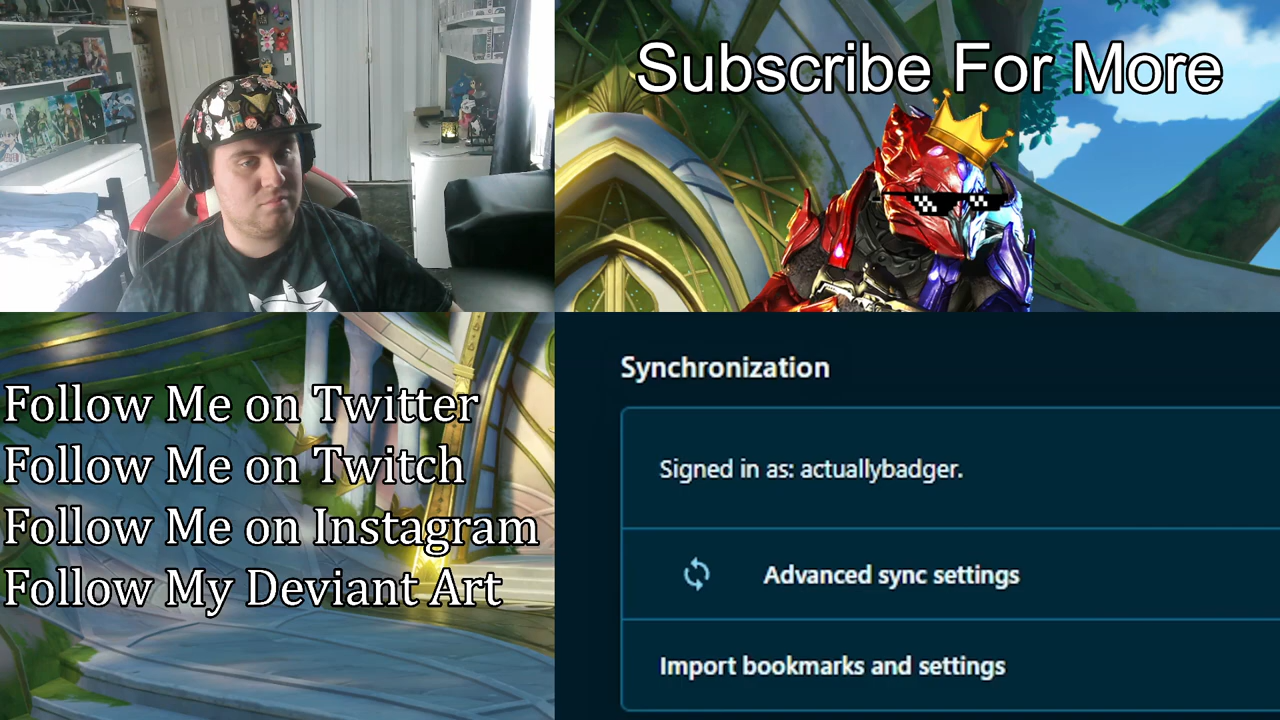 Subscribe For More
Follow Me on Twitter
Follow Me on Twitch
Follow Me on Instagram
Follow My Deviant Art
Synchronization
Signed in as: actuallybadger.
Advanced sync settings
Import bookmarks and settings